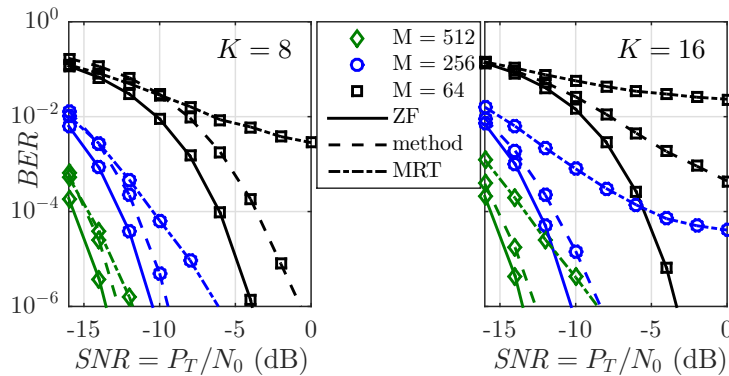 10^0
10^-2
10^-4
10^-6
BER
K = 8
-15
-10
-5
0
SNR = P_T/N_0 (dB)
M = 512
M = 256
M = 64
ZF
method
MRT
K = 16
-15
-10
-5
0
SNR = P_T/N_0 (dB)